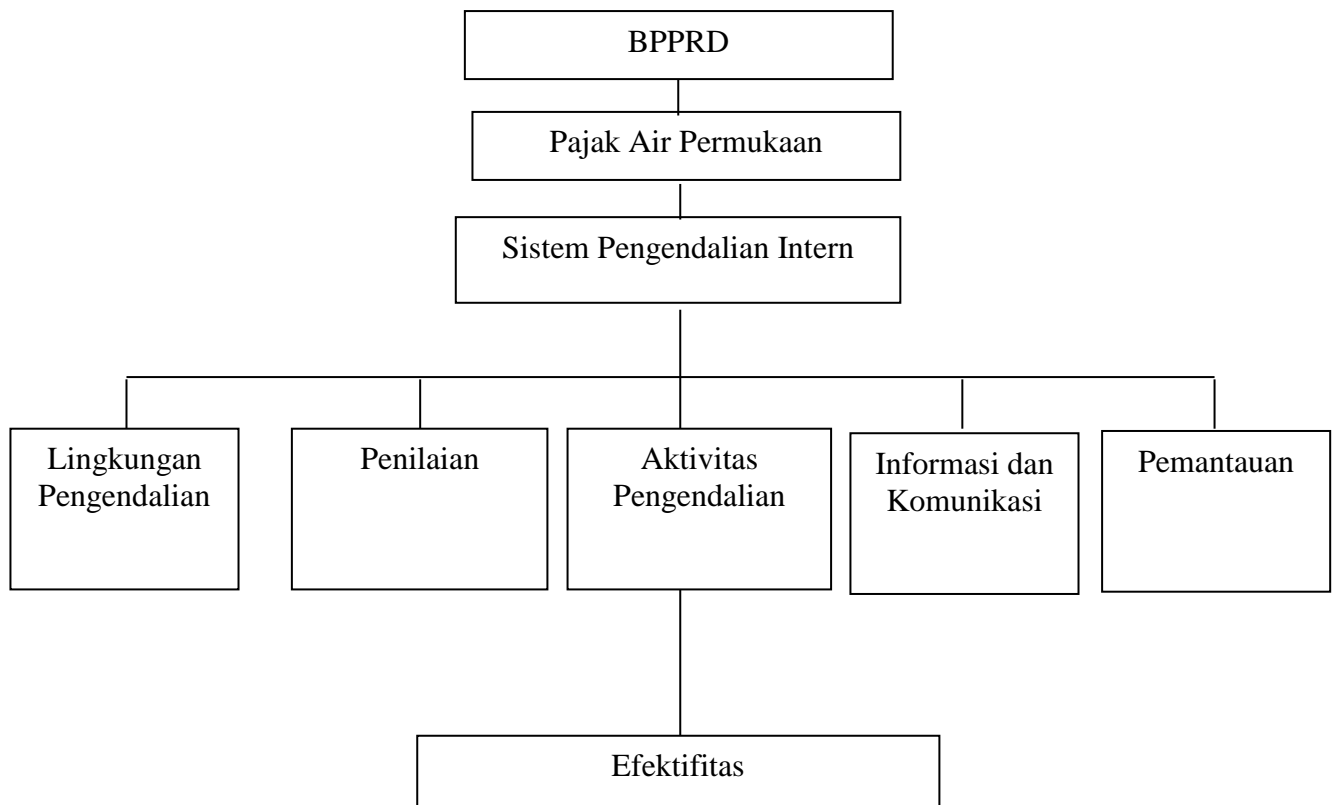 BPPRD
Pajak Air Permukaan
Sistem Pengendalian Intern
Lingkungan
Pengendalian
Penilaian
Aktivitas
Pengendalian
Informasi dan
Komunikasi
Pemantauan
Efektifitas